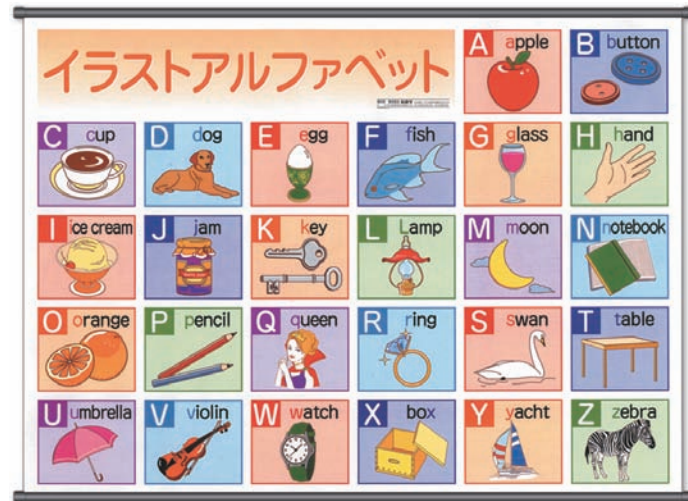 イラストアルファベット
A apple
B button
C cup
D dog
E egg
F fish
G glass
H hand
I ice cream
J jam
K key
L Lamp
M moon
N notebook
O orange
P pencil
Q queen
R ring
S swan
T table
U umbrella
V violin
W watch
X box
Y yacht
Z zebra